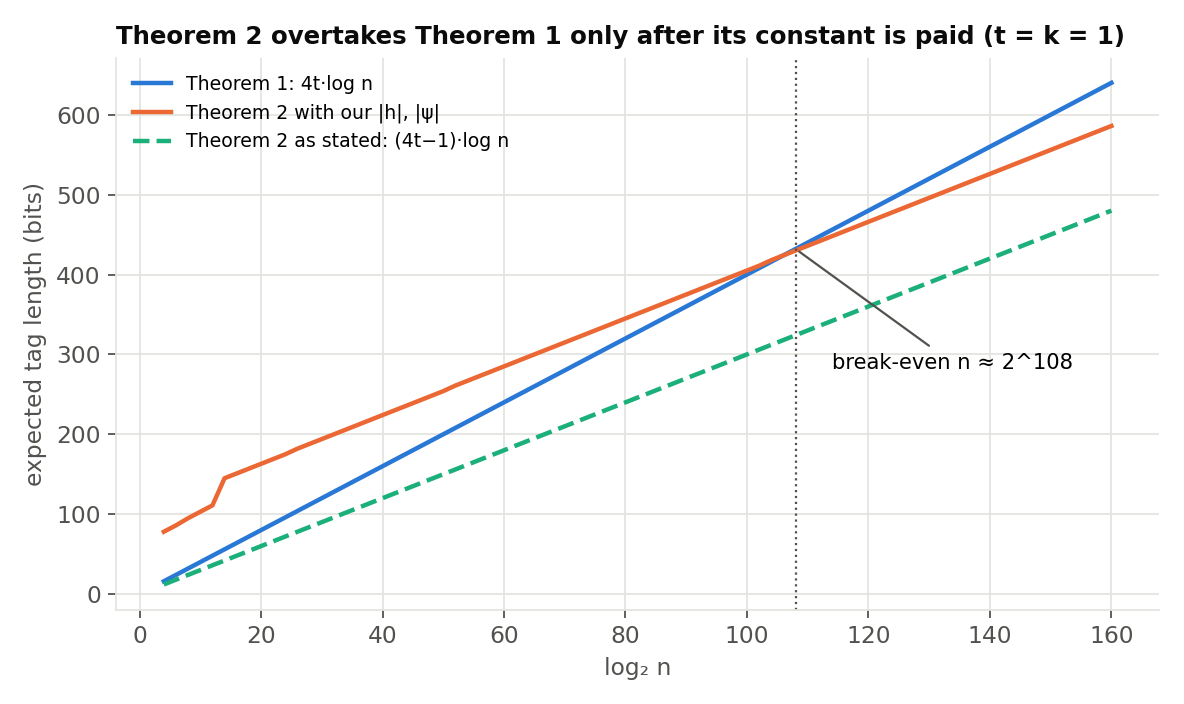 Theorem 2 overtakes Theorem 1 only after its constant is paid (t = k = 1)
Theorem 1: 4t·log n
Theorem 2 with our |h|, |ψ|
Theorem 2 as stated: (4t−1)·log n
expected tag length (bits)
600
500
400
300
200
100
0
break-even n ≈ 2^108
0 20 40 60 80 100 120 140 160
log₂ n